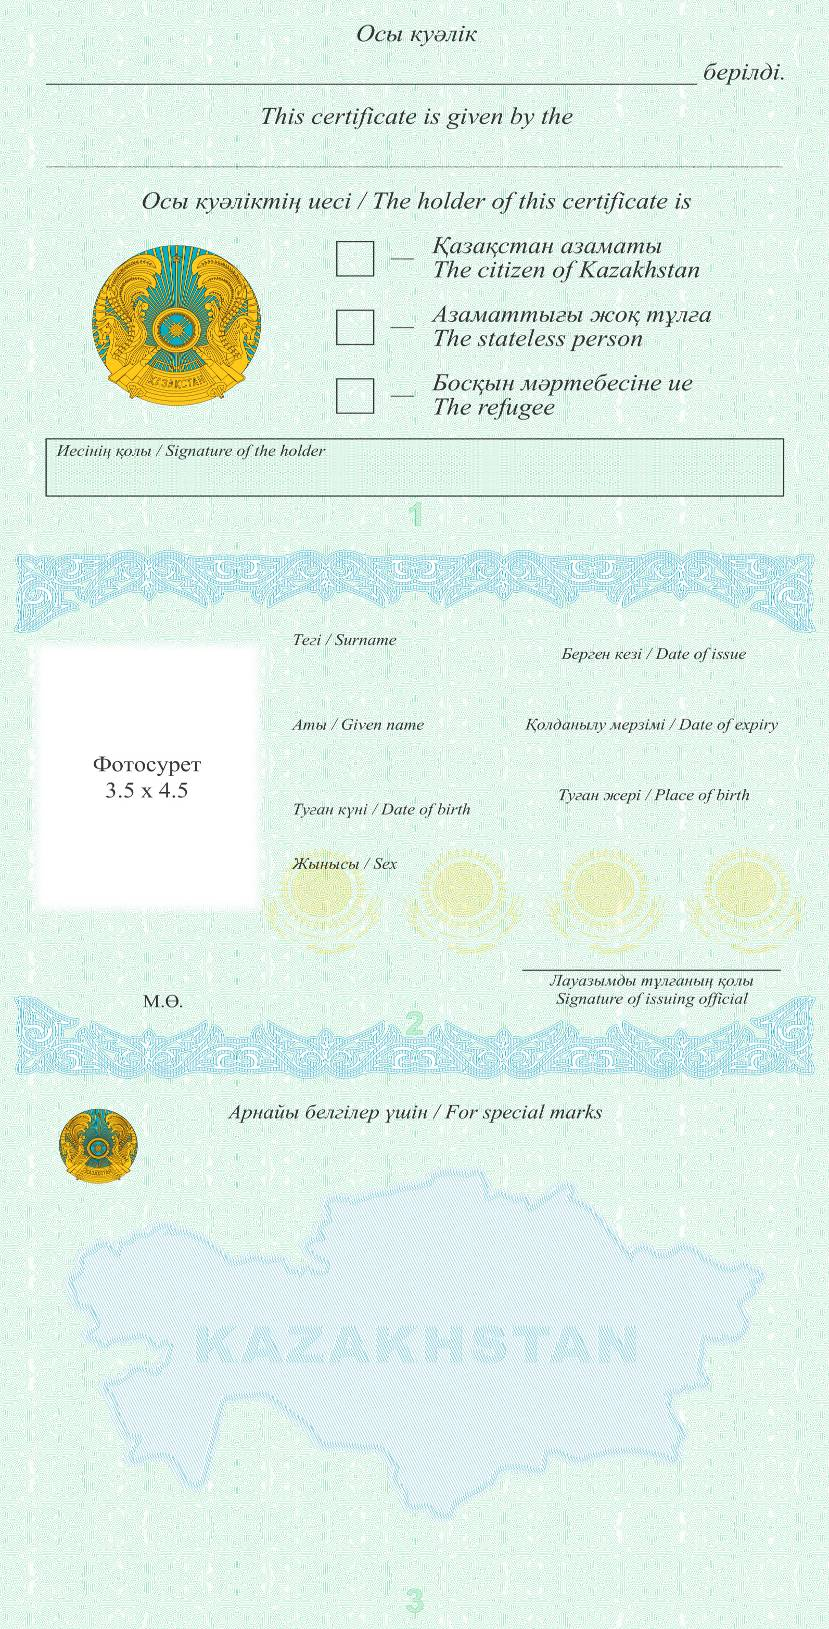 Осы куәлік
берілді.
This certificate is given by the
Осы куәліктің иесі / The holder of this certificate is
— Қазақстан азаматы
The citizen of Kazakhstan
— Азаматтығы жоқ тұлға
The stateless person
— Босқын мәртебесіне ие
The refugee
ҚАЗАҚСТАН
Иесінің қолы / Signature of the holder
1
Тегі / Surname
Берген кезі / Date of issue
Аты / Given name
Қолданылу мерзімі / Date of expiry
Фотосурет
3.5 x 4.5
Туған жері / Place of birth
Туған күні / Date of birth
Жынысы / Sex
Лауазымды тұлғаның қолы
Signature of issuing official
М.Ө.
2
Арнайы белгілер үшін / For special marks
ҚАЗАҚСТАН
KAZAKHSTAN
3